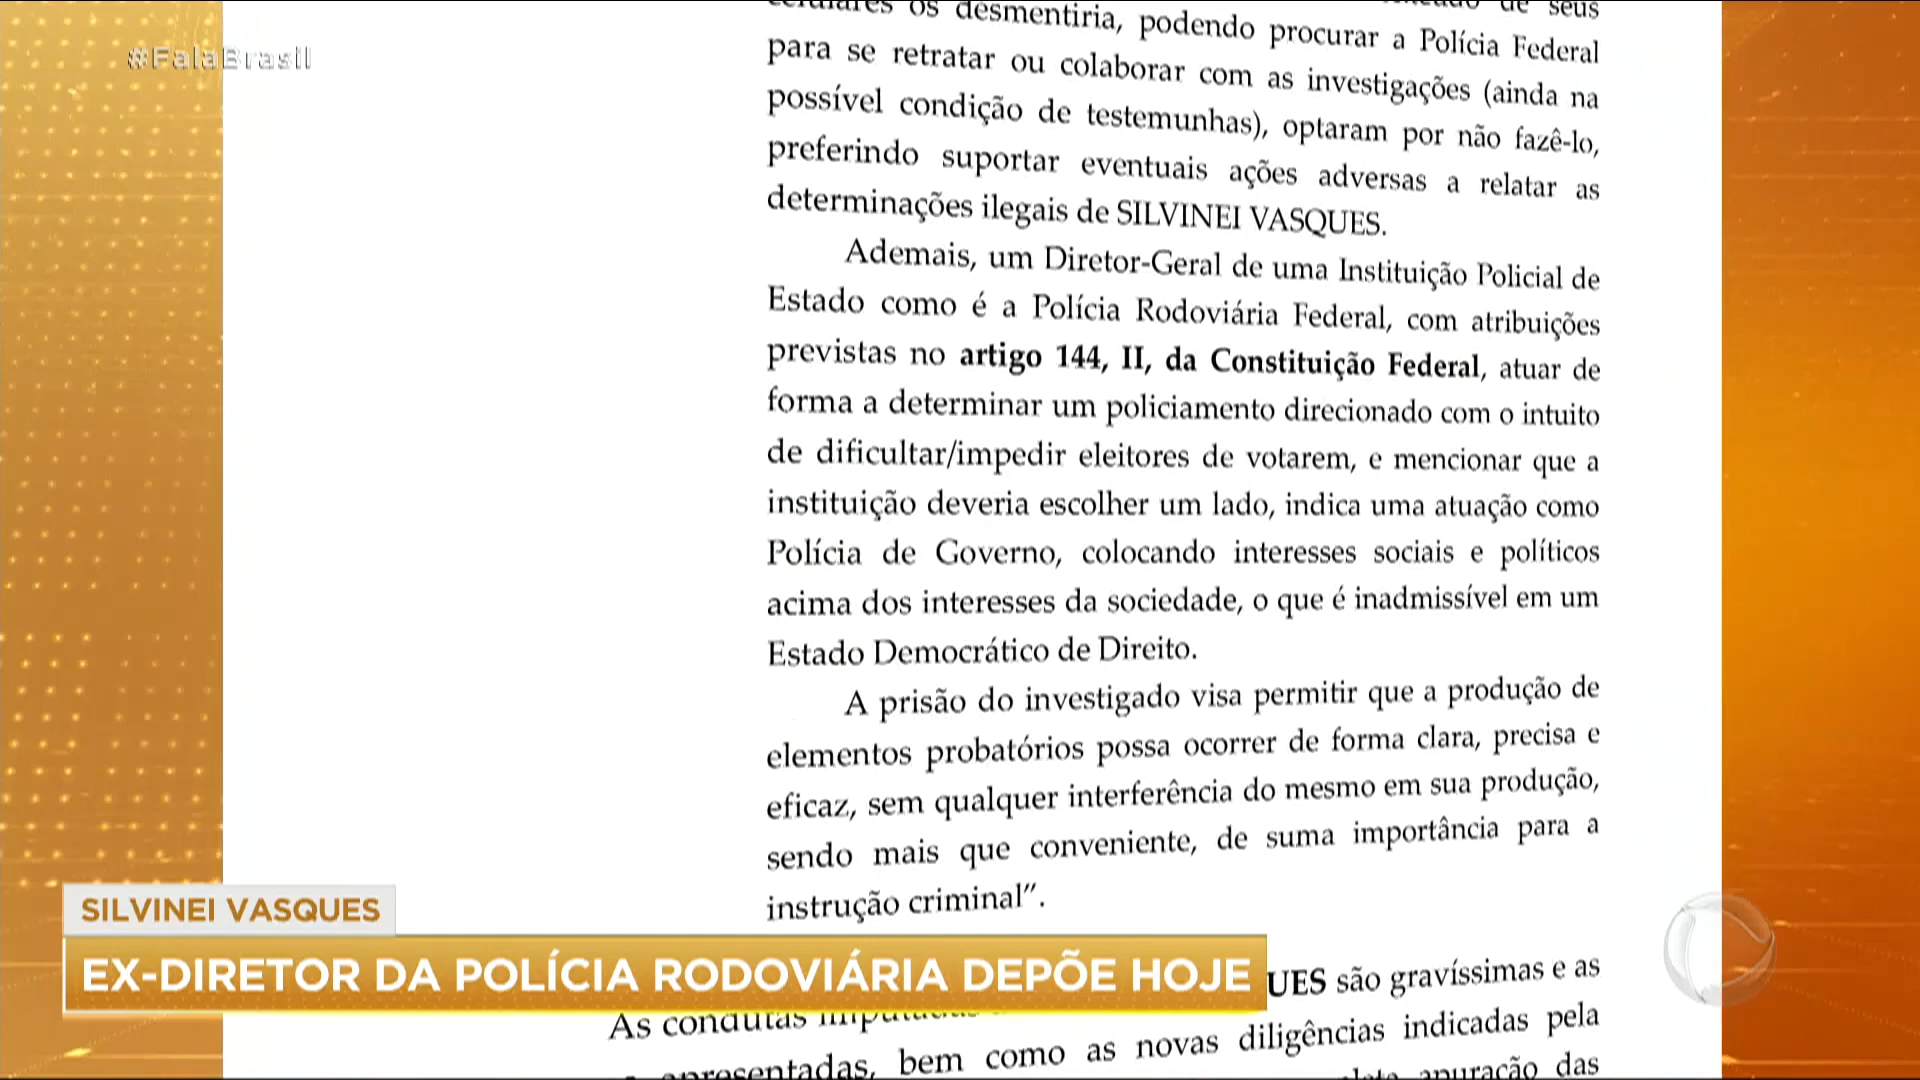 celulares os desmentiria, podendo procurar a Polícia Federal
de seus
#FalaBrasil
para se retratar ou colaborar com as investigações (ainda na
possível condição de testemunhas), optaram por não fazê-lo,
preferindo suportar eventuais ações adversas a relatar as
determinações ilegais de SILVINEI VASQUES.
Ademais, um Diretor-Geral de uma Instituição Policial de
Estado como é a Polícia Rodoviária Federal, com atribuições
previstas no artigo 144, II, da Constituição Federal, atuar de
forma a determinar um policiamento direcionado com o intuito
de dificultar/impedir eleitores de votarem, e mencionar que a
instituição deveria escolher um lado, indica uma atuação como
Polícia de Governo, colocando interesses sociais e políticos
acima dos interesses da sociedade, o que é inadmissível em um
Estado Democrático de Direito.
A prisão do investigado visa permitir que a produção de
elementos probatórios possa ocorrer de forma clara, precisa e
eficaz, sem qualquer interferência do mesmo em sua produção,
sendo mais que conveniente, de suma importância para a
instrução criminal”.
SILVINEI VASQUES
EX-DIRETOR DA POLÍCIA RODOVIÁRIA DEPÕE HOJE
As condutas UES são gravíssimas e as
apresentadas, bem como as novas diligências indicadas pela
apuração das